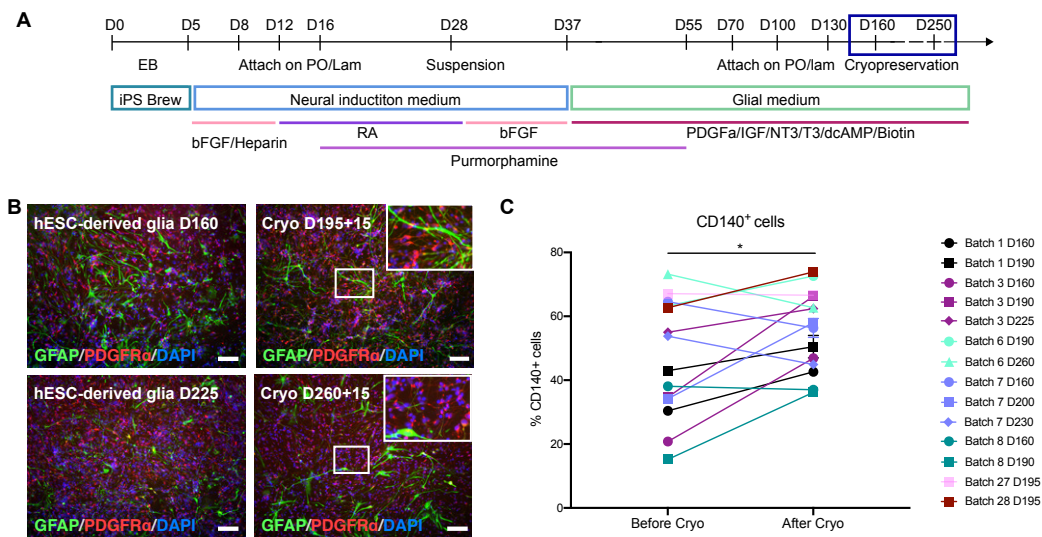 A
D0 D5 D8 D12 D16 D28 D37 D55 D70 D100 D130 D160 D250
EB Attach on PO/Lam Suspension Attach on PO/lam Cryopreservation
iPS Brew Neural inductiton medium Glial medium
bFGF/Heparin RA bFGF PDGFa/IGF/NT3/T3/dcAMP/Biotin
Purmorphamine
B
hESC-derived glia D160
GFAP/PDGFRα/DAPI
Cryo D195+15
GFAP/PDGFRα/DAPI
hESC-derived glia D225
GFAP/PDGFRα/DAPI
Cryo D260+15
GFAP/PDGFRα/DAPI
C
CD140+ cells
*
% CD140+ cells
80
60
40
20
0
Before Cryo After Cryo
Batch 1 D160
Batch 1 D190
Batch 3 D160
Batch 3 D190
Batch 3 D225
Batch 6 D190
Batch 6 D260
Batch 7 D160
Batch 7 D200
Batch 7 D230
Batch 8 D160
Batch 8 D190
Batch 27 D195
Batch 28 D195